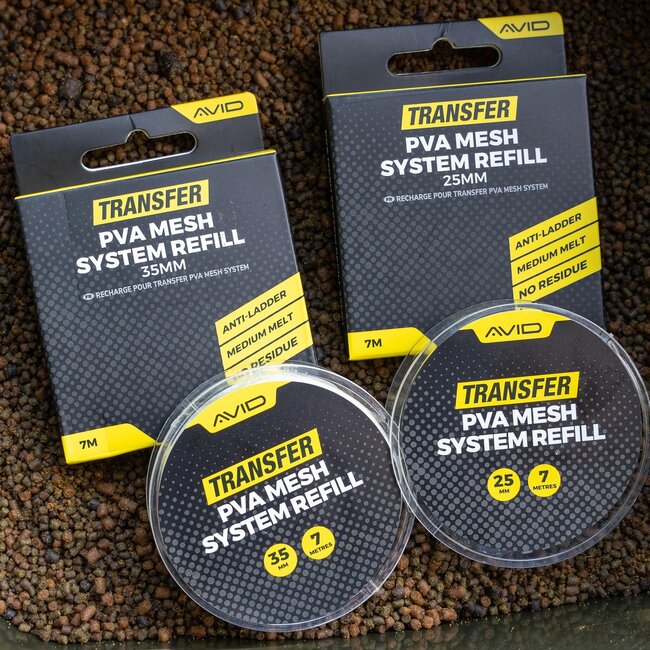 AVID
TRANSFER
PVA MESH
SYSTEM REFILL
35MM
FR RECHARGE POUR TRANSFER PVA MESH SYSTEM
ANTI-LADDER
MEDIUM MELT
NO RESIDUE
7M
AVID
TRANSFER
PVA MESH
SYSTEM REFILL
25MM
FR RECHARGE POUR TRANSFER PVA MESH SYSTEM
ANTI-LADDER
MEDIUM MELT
NO RESIDUE
7M
AVID
TRANSFER
PVA MESH
SYSTEM REFILL
35 MM 7 METRES
AVID
TRANSFER
PVA MESH
SYSTEM REFILL
25 MM 7 METRES